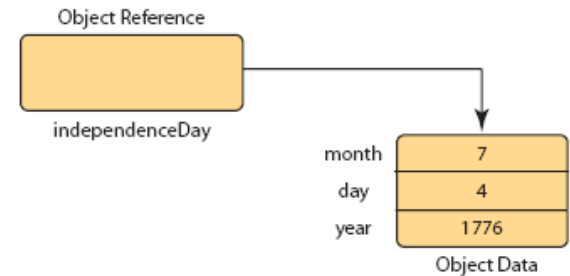 Object Reference
independenceDay
month 7
day 4
year 1776
Object Data